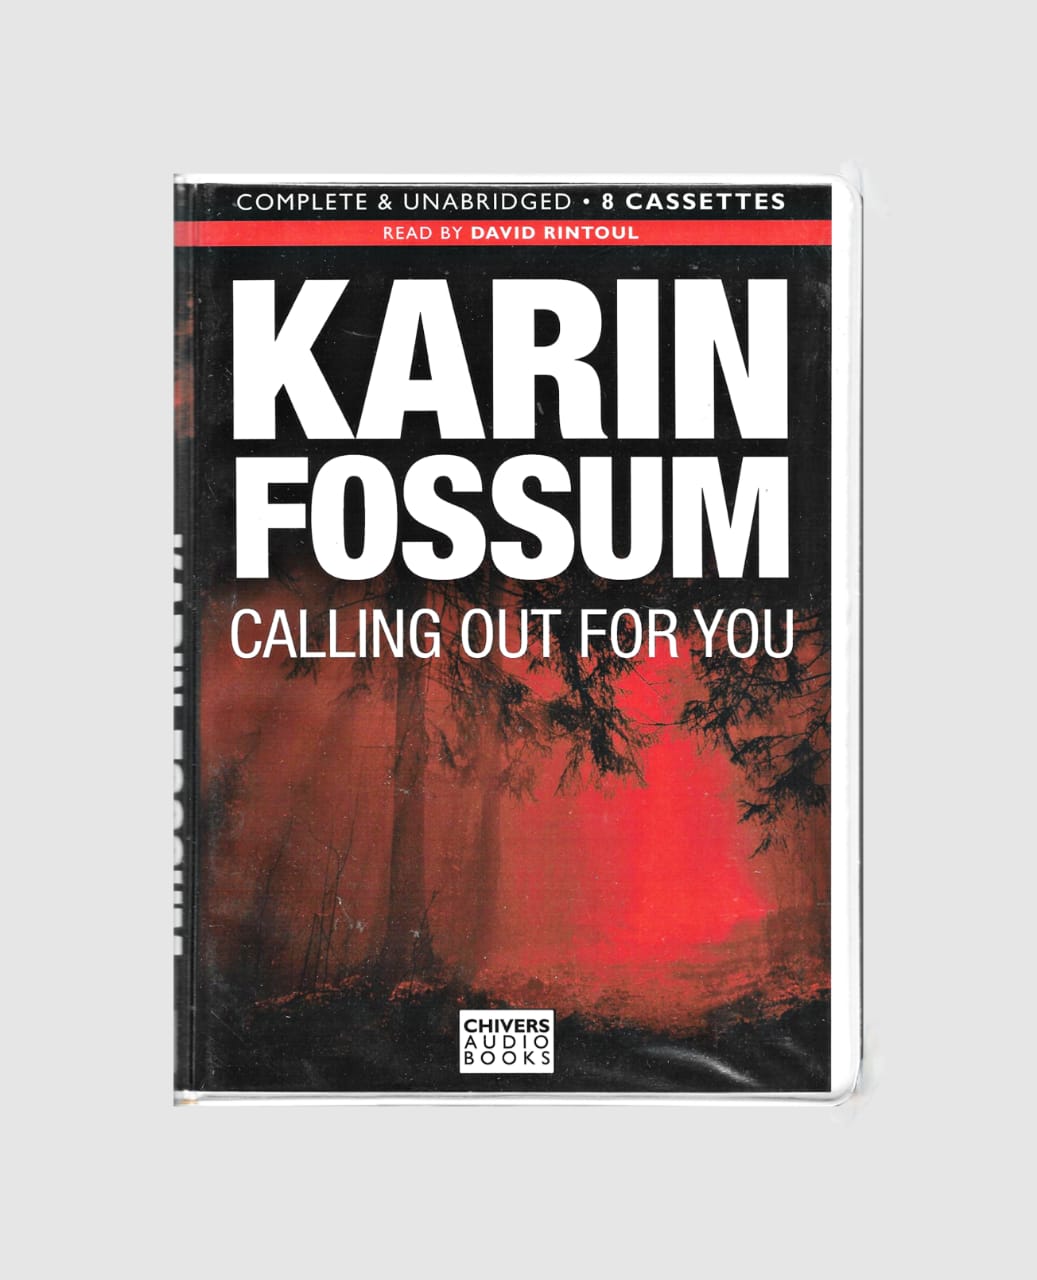 COMPLETE & UNABRIDGED • 8 CASSETTES
READ BY DAVID RINTOUL
KARIN
FOSSUM
CALLING OUT FOR YOU
CHIVERS
AUDIO
BOOKS